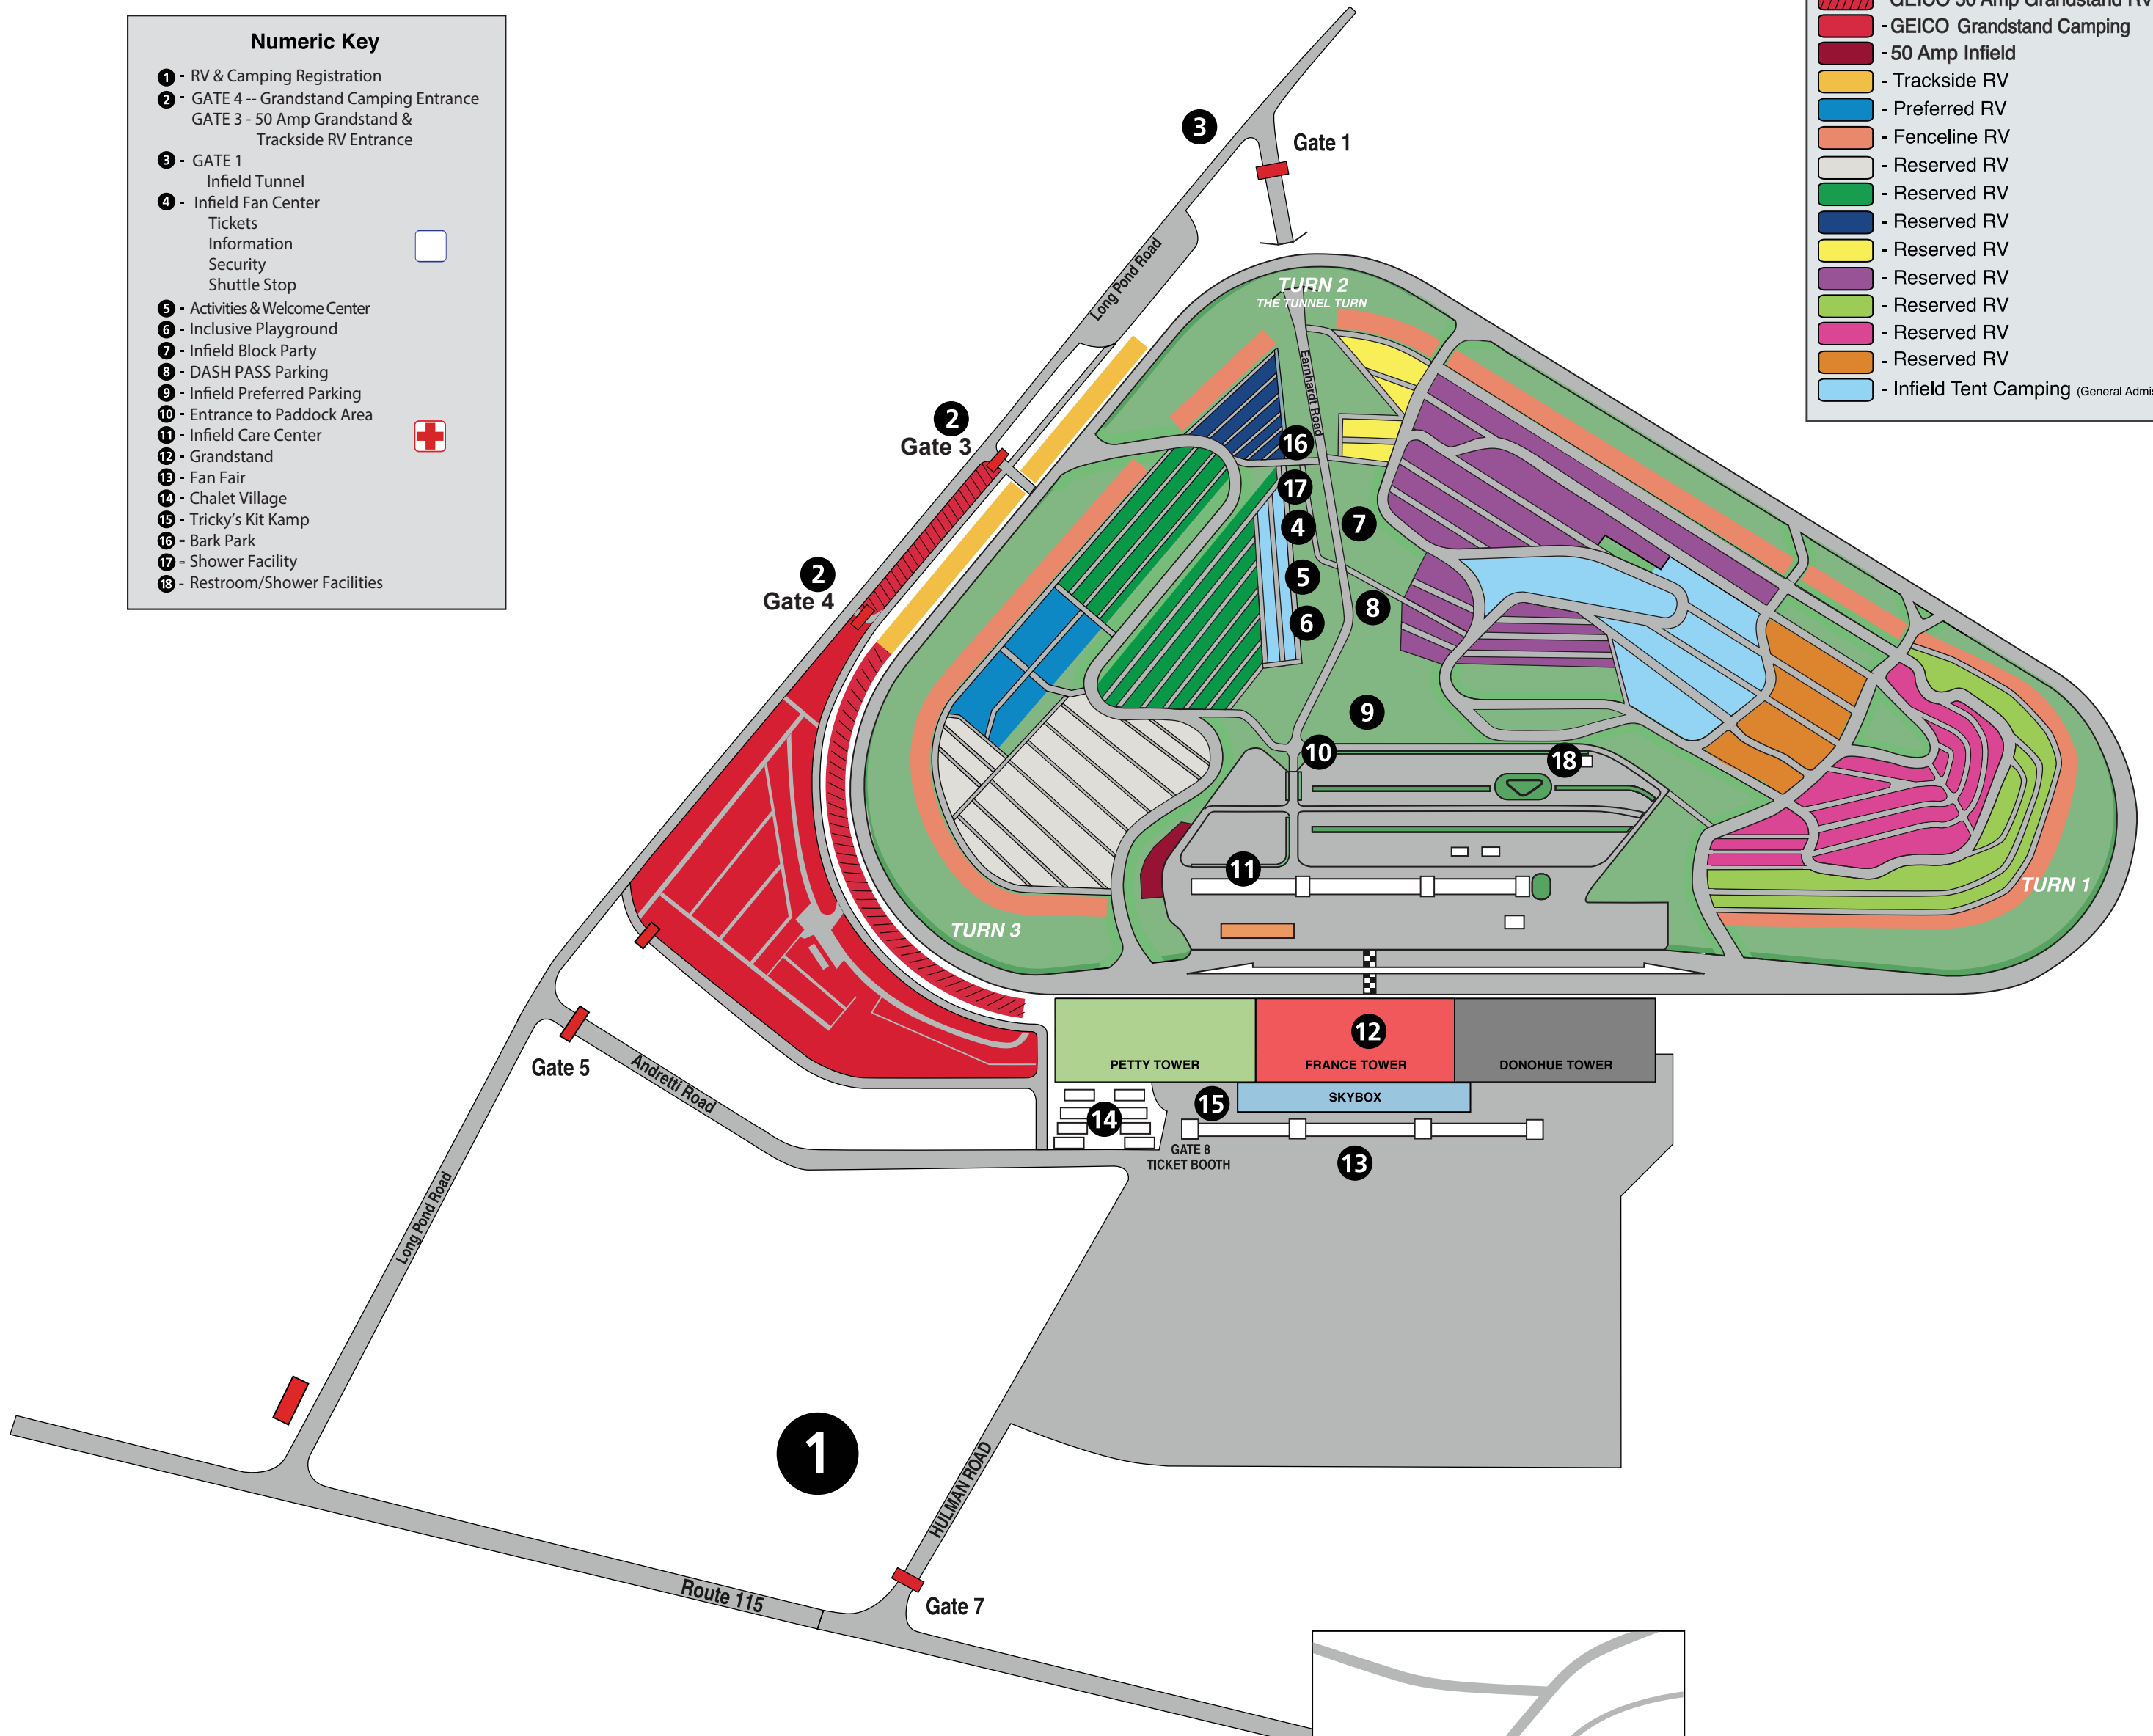 Numeric Key
1 - RV & Camping Registration
2 - GATE 4 -- Grandstand Camping Entrance
GATE 3 - 50 Amp Grandstand &
Trackside RV Entrance
3 - GATE 1
Infield Tunnel
4 - Infield Fan Center
Tickets
Information
Security
Shuttle Stop
5 - Activities & Welcome Center
6 - Inclusive Playground
7 - Infield Block Party
8 - DASH PASS Parking
9 - Infield Preferred Parking
10 - Entrance to Paddock Area
11 - Infield Care Center
12 - Grandstand
13 - Fan Fair
14 - Chalet Village
15 - Tricky's Kit Kamp
16 - Bark Park
17 - Shower Facility
18 - Restroom/Shower Facilities
GEICO 50 Amp Grandstand RV
- GEICO Grandstand Camping
- 50 Amp Infield
- Trackside RV
- Preferred RV
- Fenceline RV
- Reserved RV
- Reserved RV
- Reserved RV
- Reserved RV
- Reserved RV
- Reserved RV
- Reserved RV
- Reserved RV
- Infield Tent Camping (General Admis
3
Gate 1
Long Pond Road
TURN 2
THE TUNNEL TURN
Earnhardt Road
2
Gate 3
16
17
4
7
2
Gate 4
5
8
6
9
10
18
11
TURN 1
TURN 3
12
PETTY TOWER
FRANCE TOWER
DONOHUE TOWER
Gate 5
Andretti Road
SKYBOX
15
14
GATE 8
TICKET BOOTH
13
Long Pond Road
1
HULMAN ROAD
Route 115
Gate 7